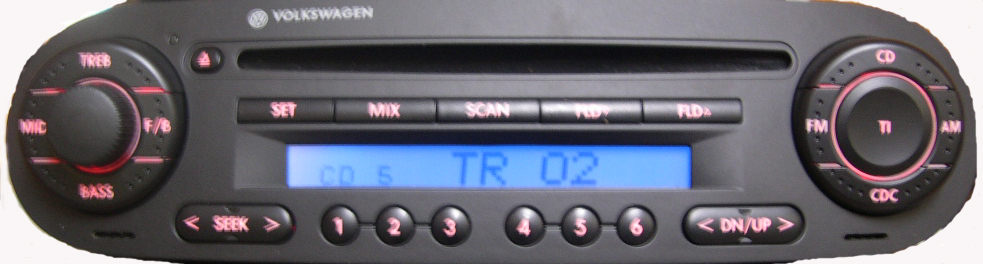 VOLKSWAGEN
TREB
MID
F/B
BASS
SET MIX SCAN FLD▿ FLD▵
CD 5 TR 02
< SEEK >
1 2 3 4 5 6
< DN/UP >
CD
FM
TI
AM
CDC